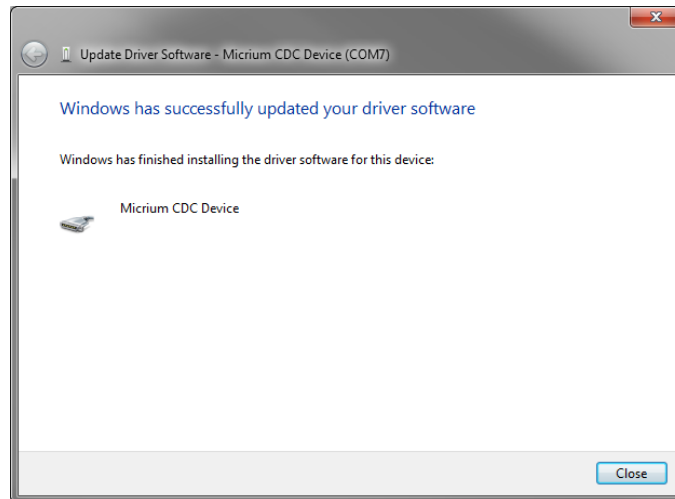 Update Driver Software - Micrium CDC Device (COM7)
Windows has successfully updated your driver software
Windows has finished installing the driver software for this device:
Micrium CDC Device
Close